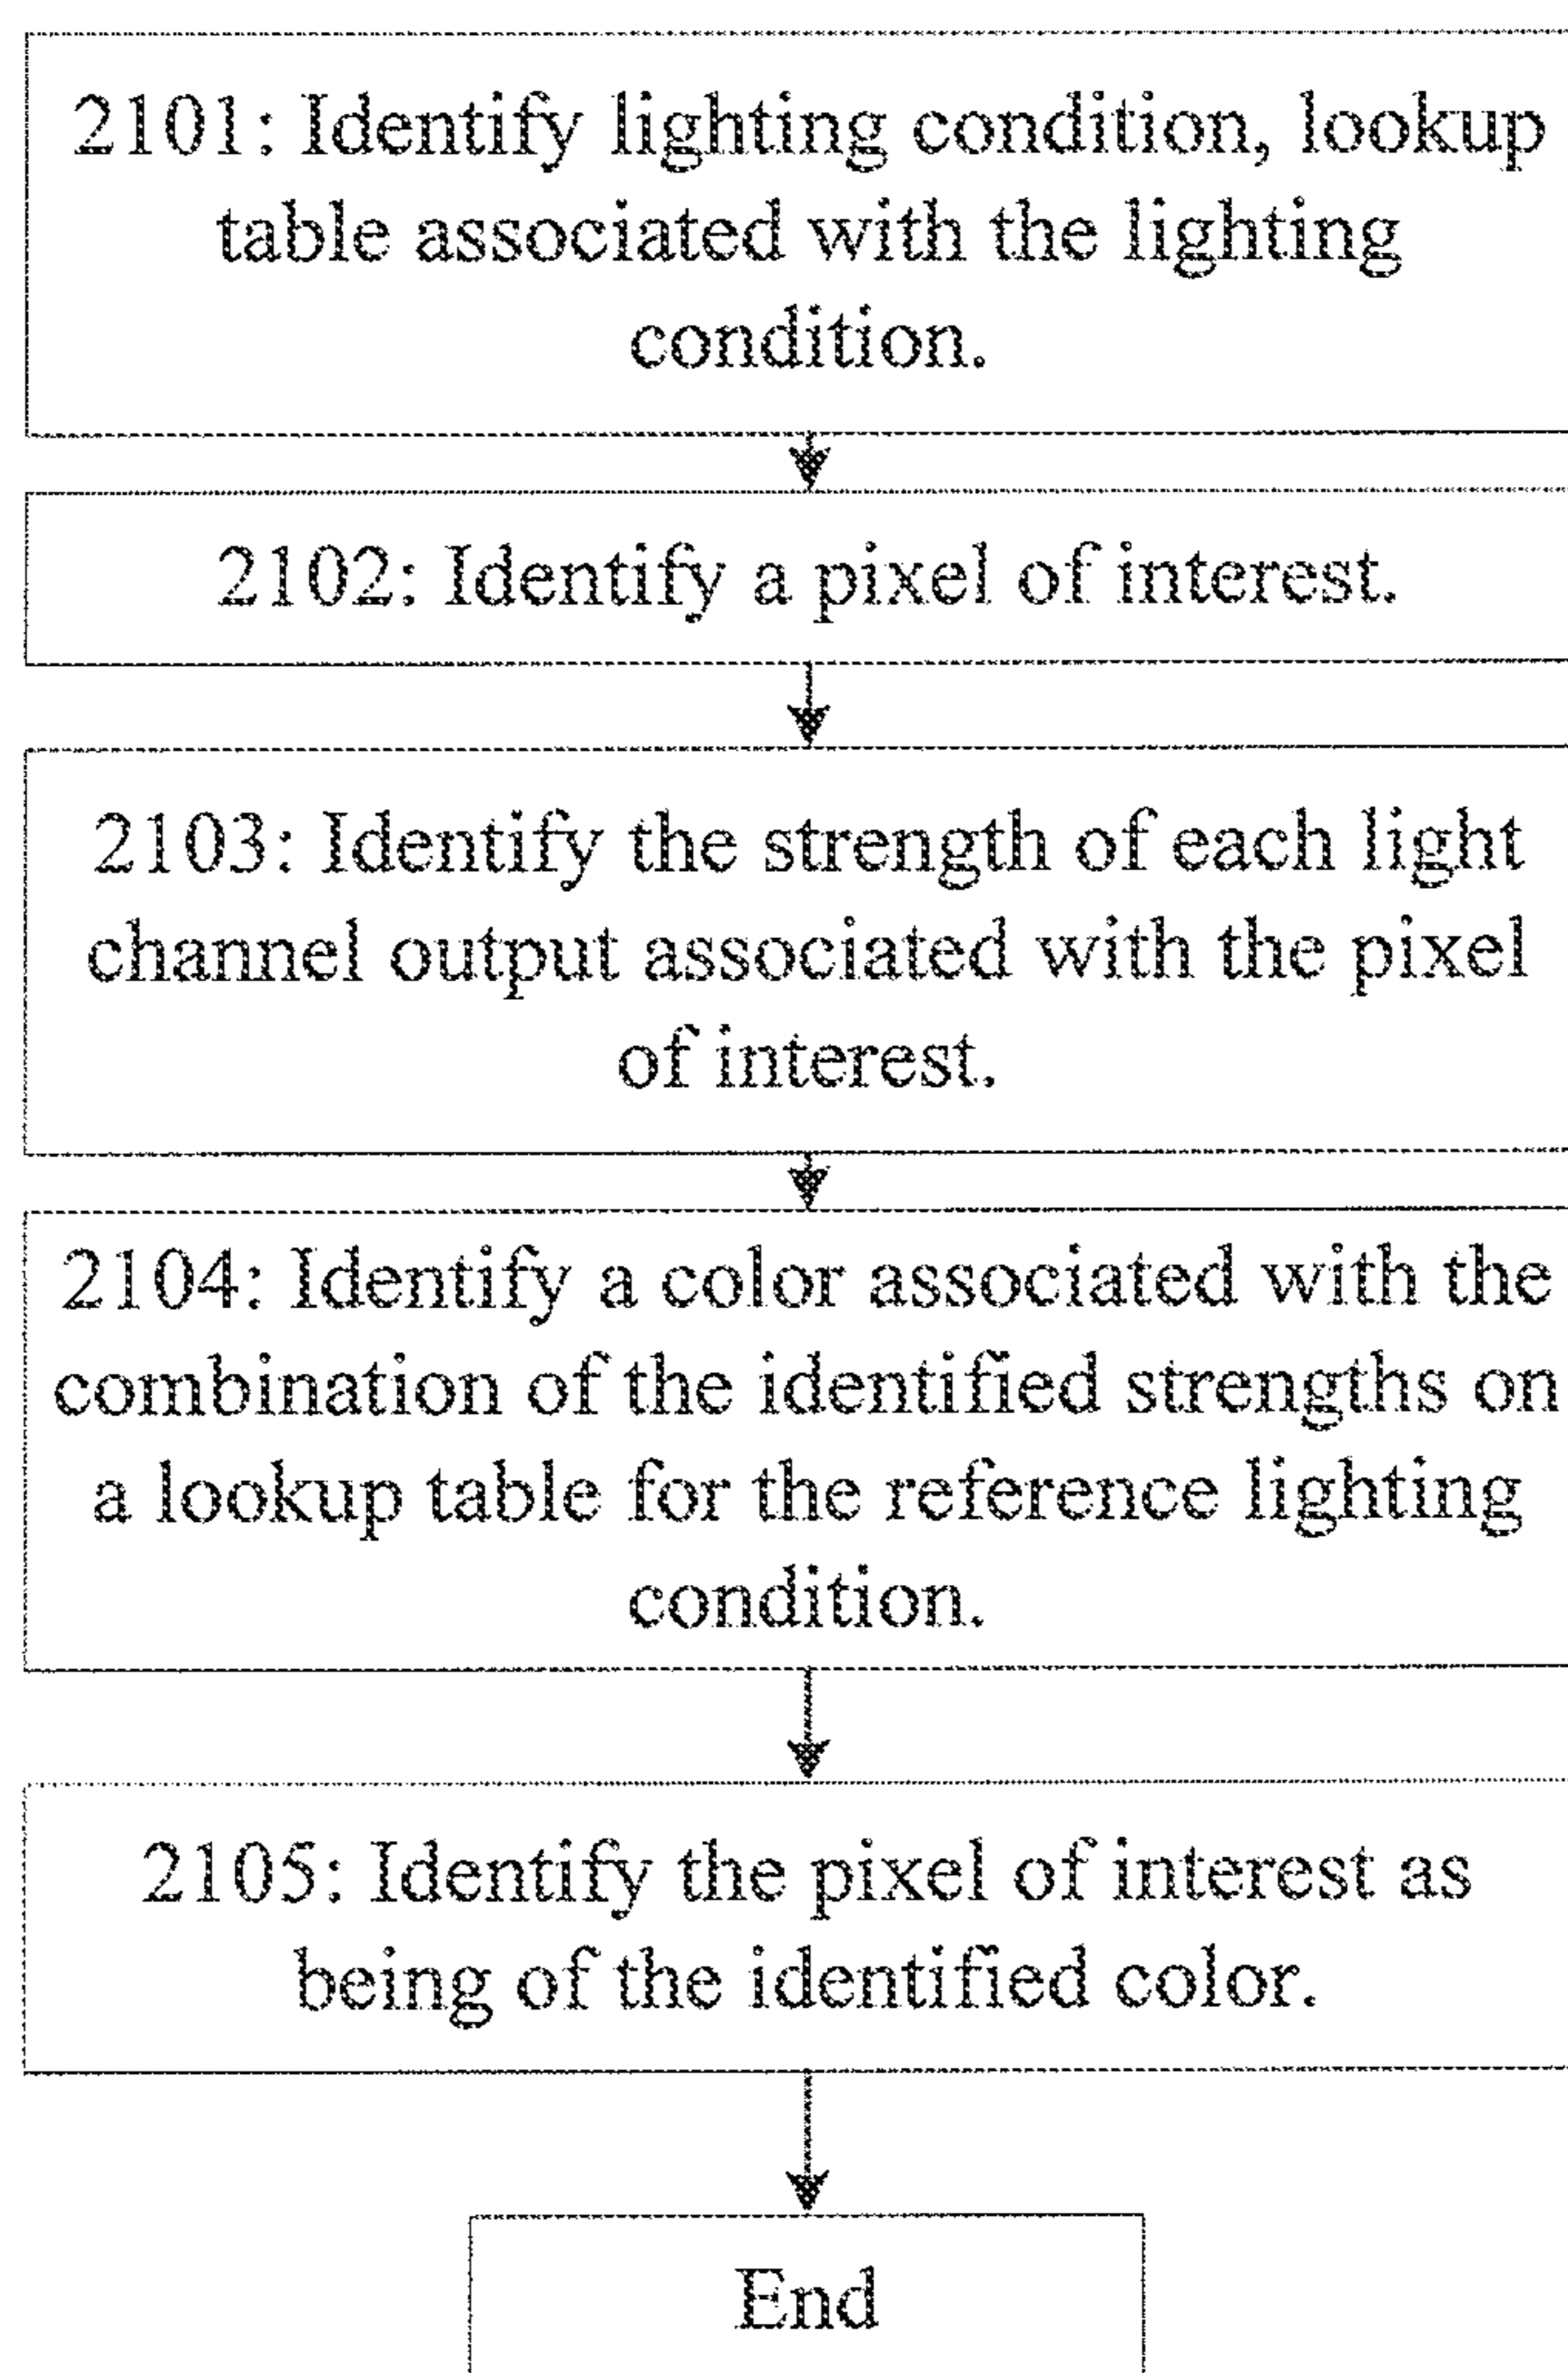 2101: Identify lighting condition, lookup
table associated with the lighting
condition.
2102: Identify a pixel of interest.
2103: Identify the strength of each light
channel output associated with the pixel
of interest.
2104: Identify a color associated with the
combination of the identified strengths on
a lookup table for the reference lighting
condition.
2105: Identify the pixel of interest as
being of the identified color.
End